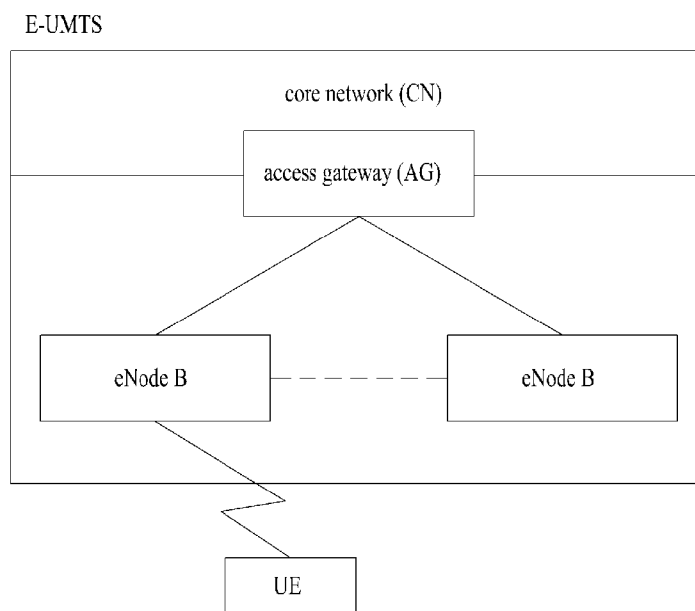 E-UMTS
core network (CN)
access gateway (AG)
eNode B
eNode B
UE